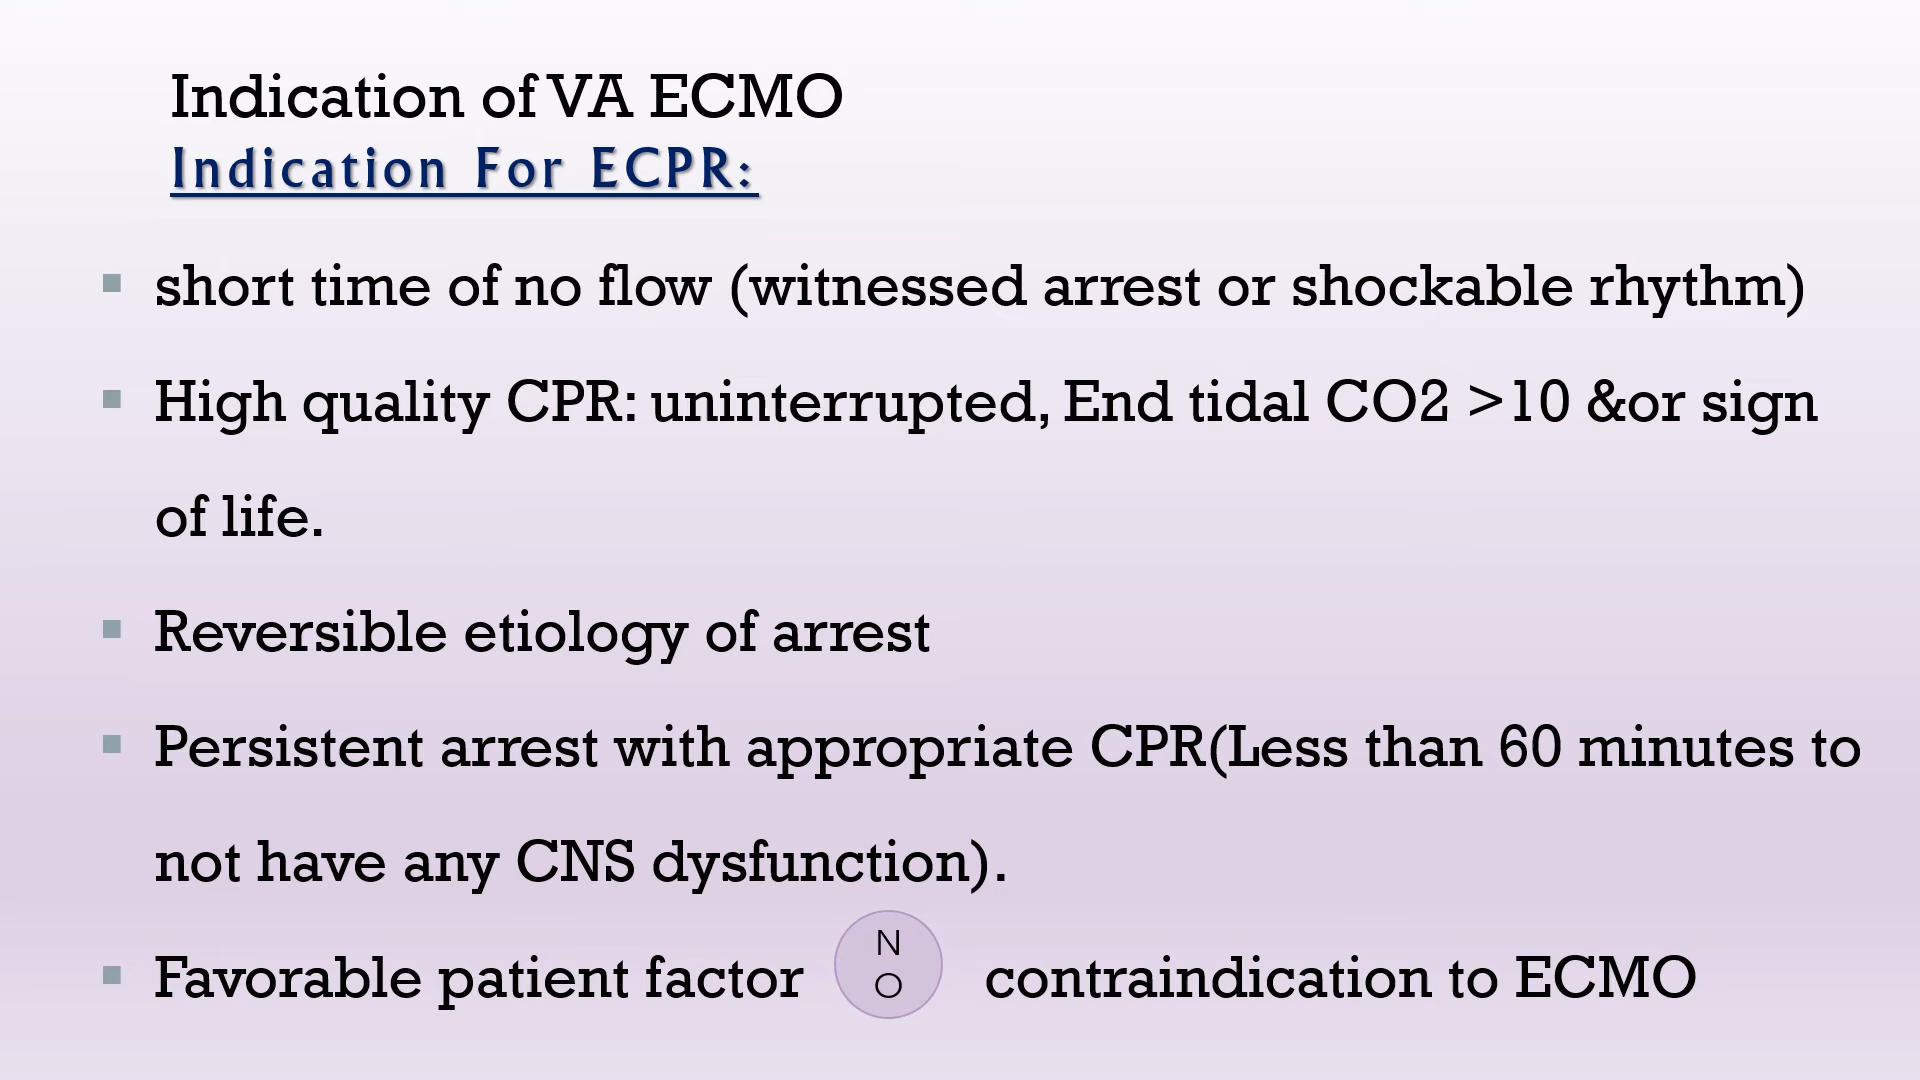 Indication of VA ECMO
Indication For ECPR:
▪ short time of no flow (witnessed arrest or shockable rhythm)
▪ High quality CPR: uninterrupted, End tidal CO2 >10 &or sign
of life.
▪ Reversible etiology of arrest
▪ Persistent arrest with appropriate CPR(Less than 60 minutes to
not have any CNS dysfunction).
▪ Favorable patient factor NO contraindication to ECMO